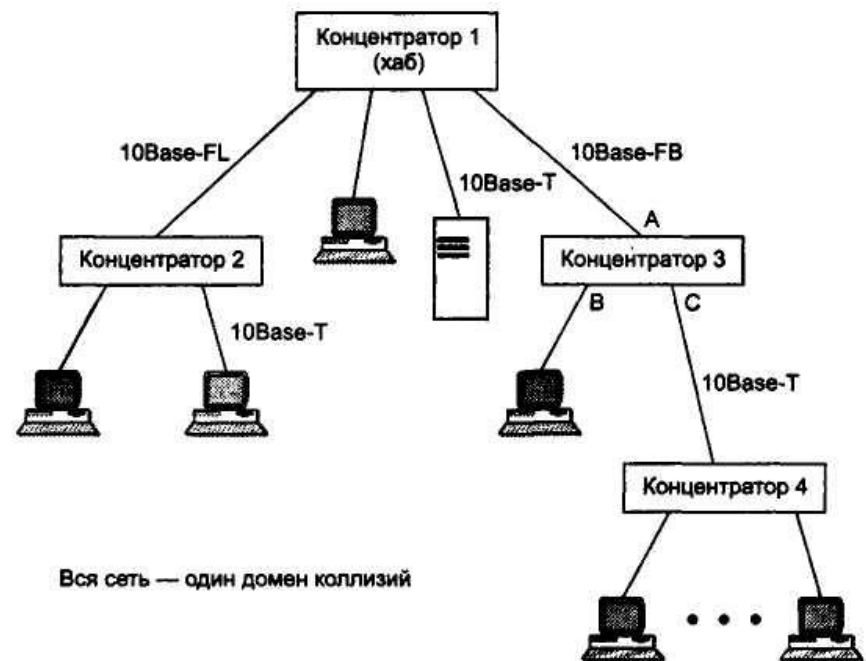 Концентратор 1
(хаб)
10Base-FL
10Base-T
10Base-FB
A
Концентратор 2
Концентратор 3
B
C
10Base-T
10Base-T
Концентратор 4
Вся сеть — один домен коллизий